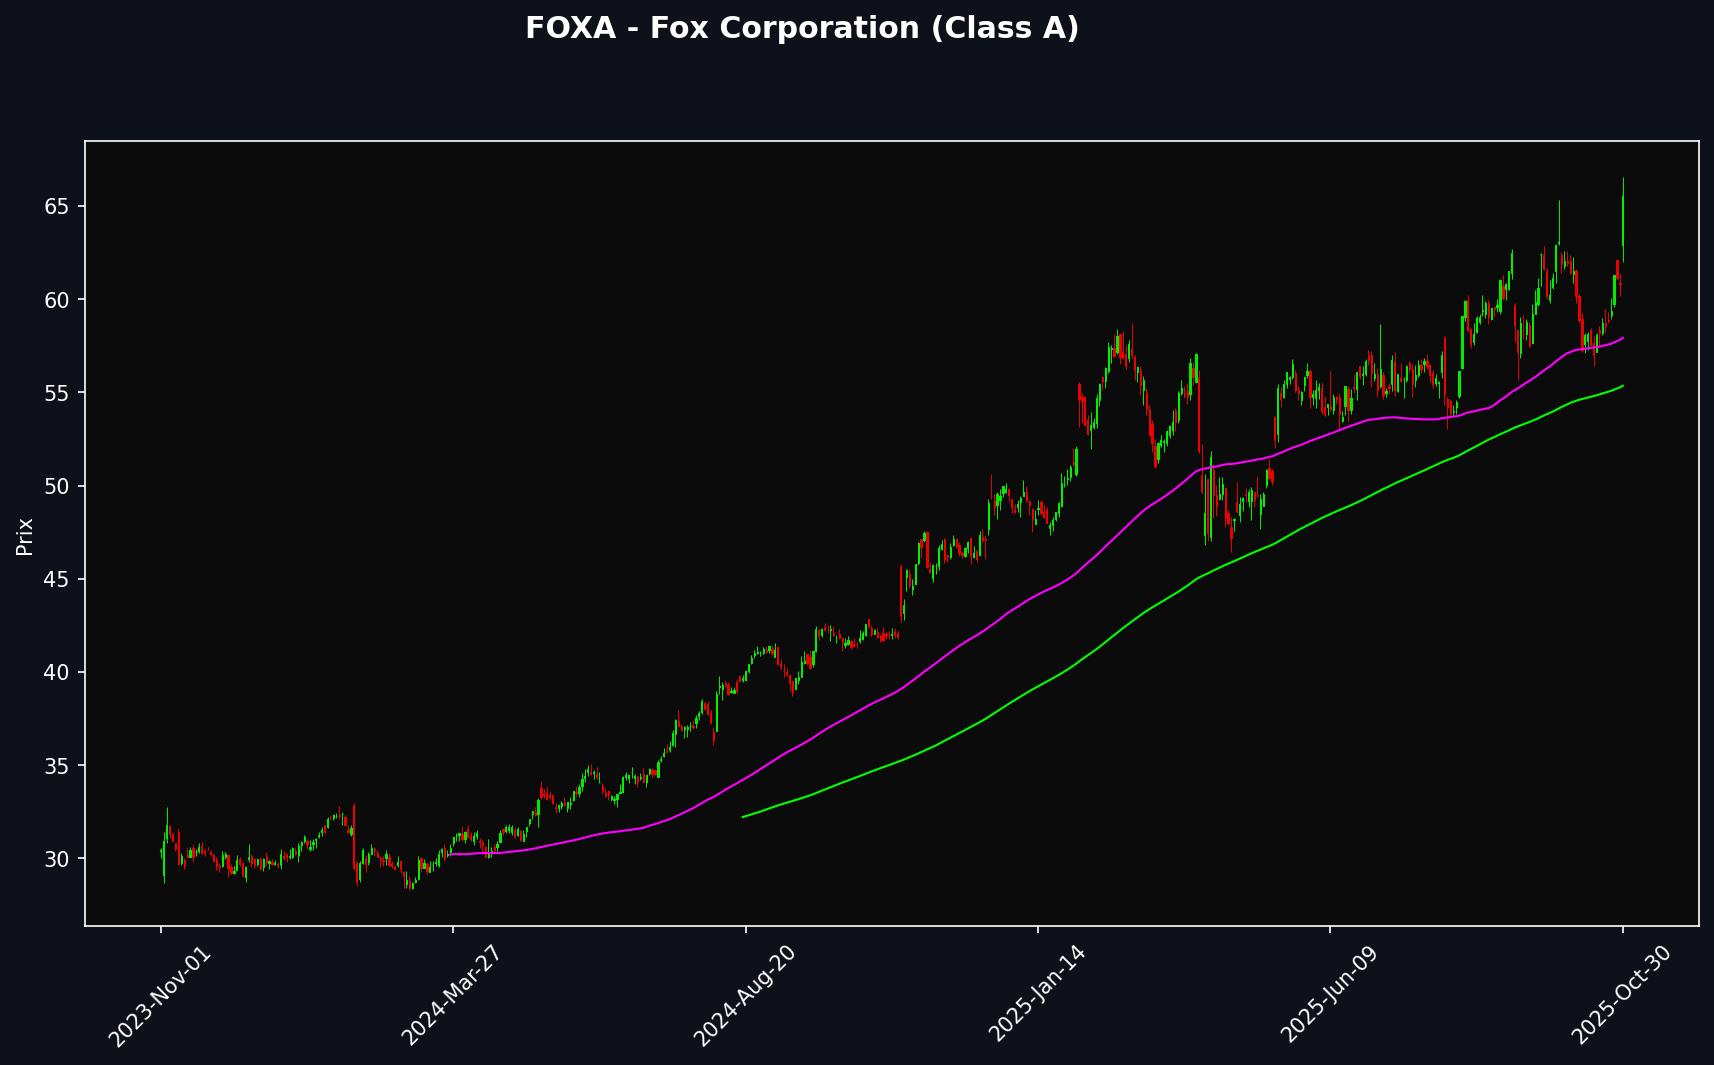 FOXA - Fox Corporation (Class A)
65
60
55
50
45
40
35
30
Prix
2023-Nov-01
2024-Mar-27
2024-Aug-20
2025-Jan-14
2025-Jun-09
2025-Oct-30